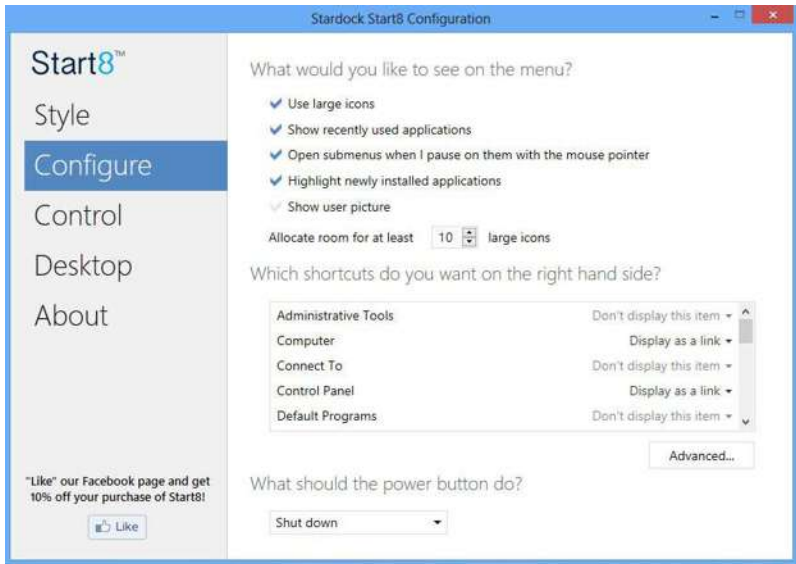 Stardock Start8 Configuration
Start8™
Style
Configure
Control
Desktop
About
"Like" our Facebook page and get
10% off your purchase of Start8!
Like
What would you like to see on the menu?
Use large icons
Show recently used applications
Open submenus when I pause on them with the mouse pointer
Highlight newly installed applications
Show user picture
Allocate room for at least 10 large icons
Which shortcuts do you want on the right hand side?
Administrative Tools Don't display this item
Computer Display as a link
Connect To Don't display this item
Control Panel Display as a link
Default Programs Don't display this item
Advanced...
What should the power button do?
Shut down